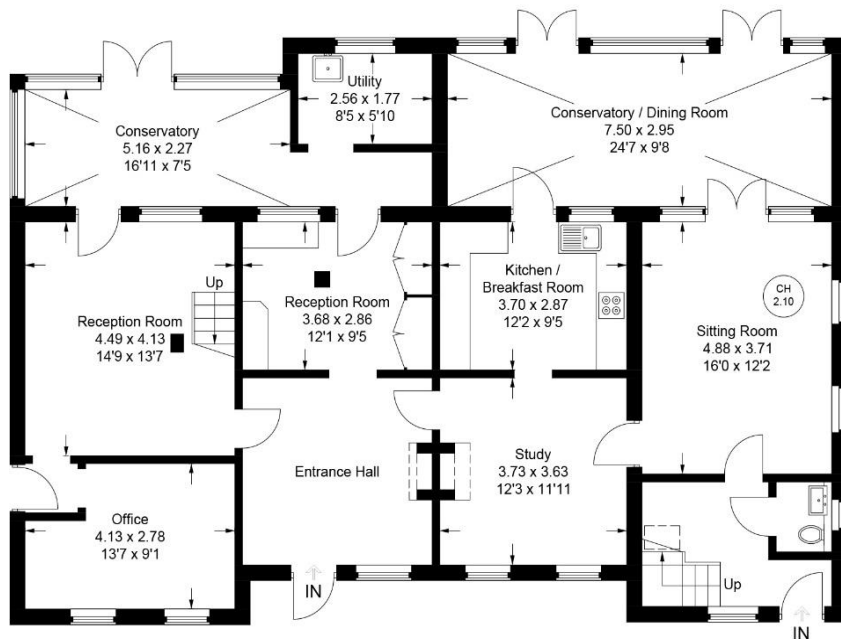 Utility
2.56 x 1.77
8'5 x 5'10
Conservatory
5.16 x 2.27
16'11 x 7'5
Conservatory / Dining Room
7.50 x 2.95
24'7 x 9'8
Up
Reception Room
4.49 x 4.13
14'9 x 13'7
Reception Room
3.68 x 2.86
12'1 x 9'5
Kitchen /
Breakfast Room
3.70 x 2.87
12'2 x 9'5
CH
2.10
Sitting Room
4.88 x 3.71
16'0 x 12'2
Entrance Hall
Study
3.73 x 3.63
12'3 x 11'11
Office
4.13 x 2.78
13'7 x 9'1
Up
IN
IN